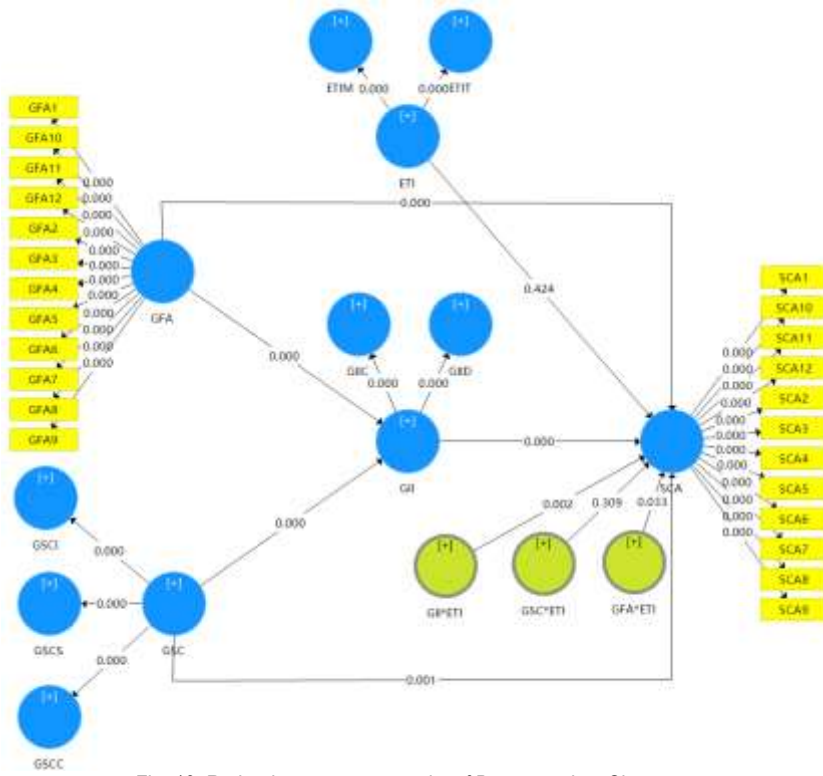 [+] [+]
ETIM 0.000 0.000 ETIT
[+]
ETI
GFA1
GFA10
GFA11
GFA12
GFA2
GFA3
GFA4
GFA5
GFA6
GFA7
GFA8
GFA9
0.000
0.000
0.000
0.000
0.000
0.000
0.000
0.000
0.000
0.000
0.000
0.000
GFA
0.000
0.424
0.000
[+] [+]
0.000 0.000
[+]
GII
0.000
SCA1
SCA10
SCA11
SCA12
SCA2
SCA3
SCA4
SCA5
SCA6
SCA7
SCA8
SCA9
0.000
0.000
0.000
0.000
0.000
0.000
0.000
0.000
0.000
0.000
0.000
0.000
SCA
0.000
0.002 0.309 0.033
[+] [+] [+]
GII*ETI GSC*ETI GFA*ETI
[+]
GSCI
0.000
[+]
GSCS
0.000
[+]
GSC
0.000
[+]
GSCC
0.001